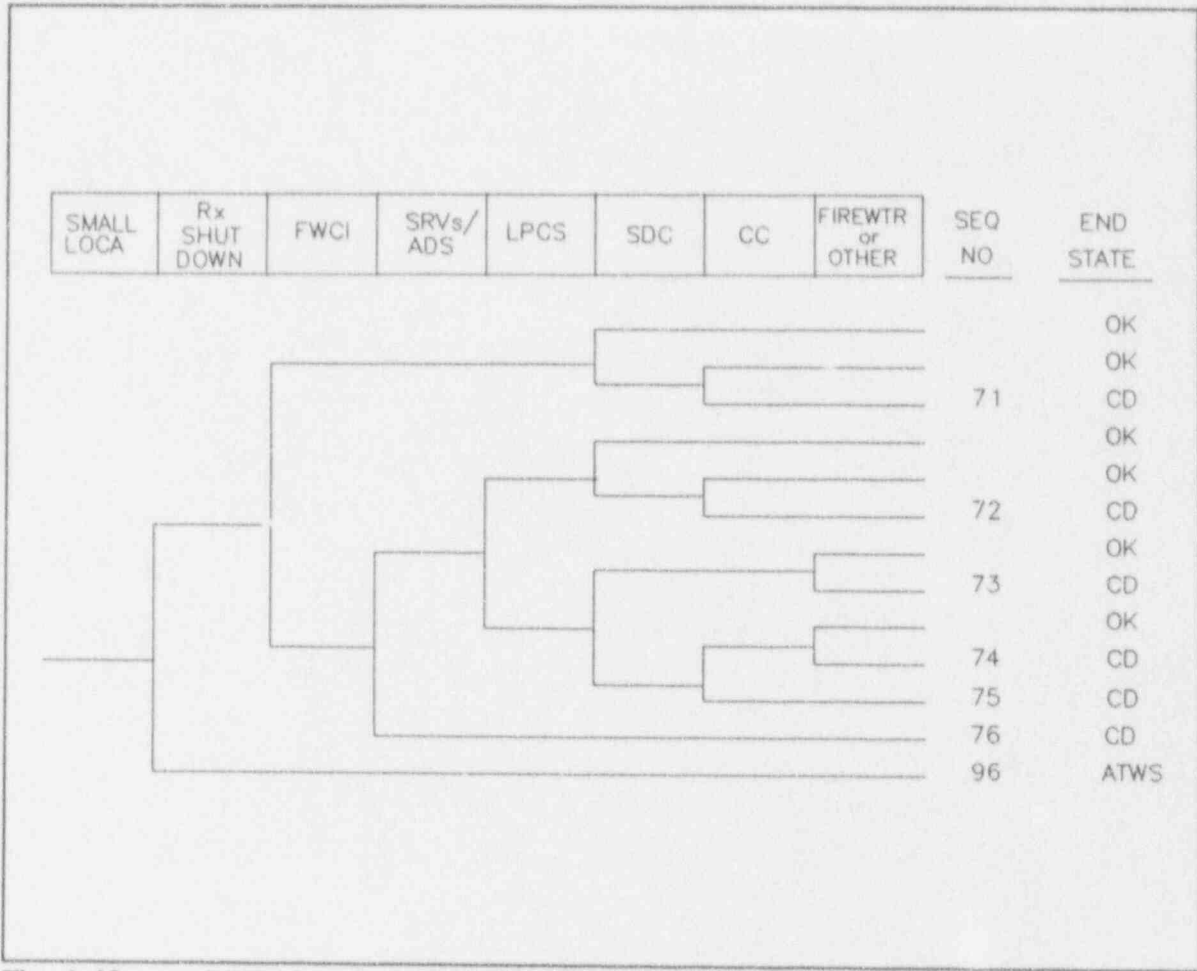 SMALL LOCA
Rx SHUT DOWN
FWCI
SRVs/ ADS
LPCS
SDC
CC
FIREWTR or OTHER
SEQ NO
END STATE
OK
OK
71 CD
OK
OK
72 CD
OK
73 CD
OK
74 CD
75 CD
76 CD
96 ATWS